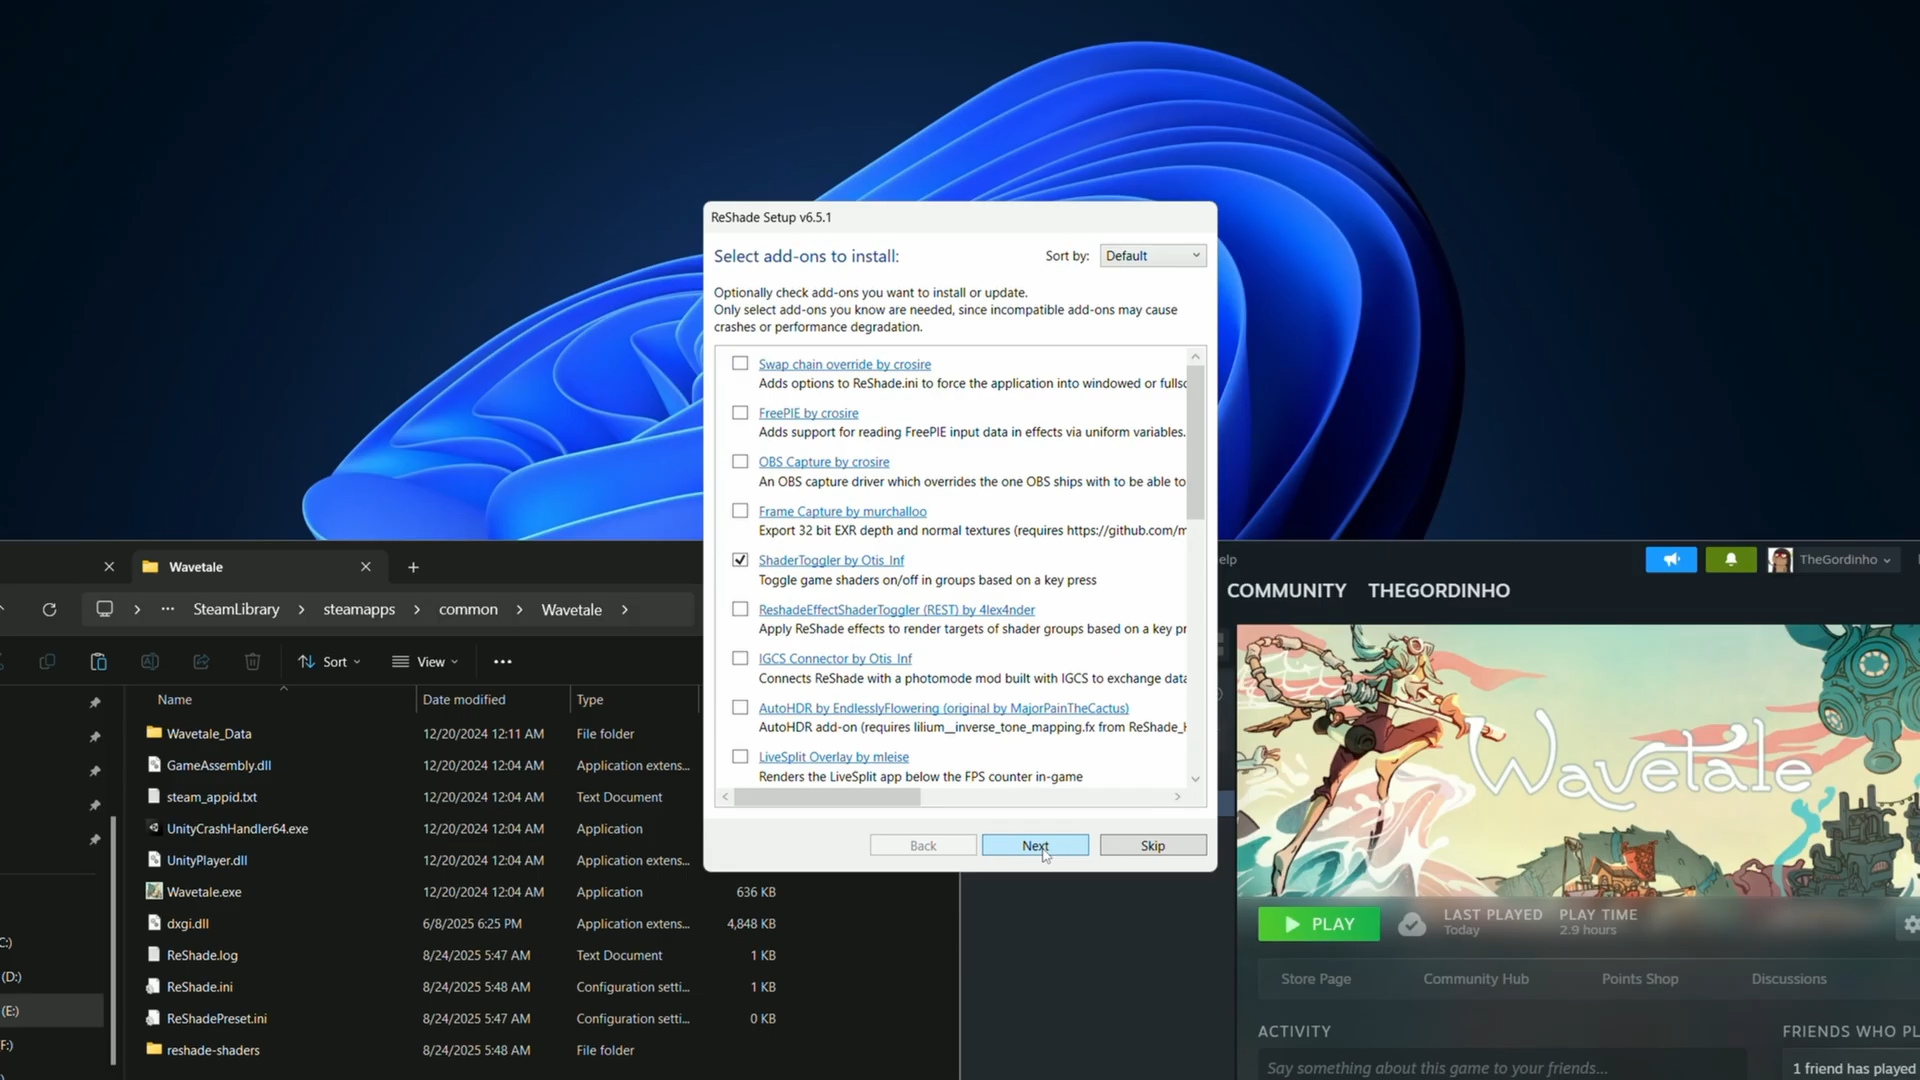 ReShade Setup v6.5.1
Select add-ons to install:
Sort by:
Default
Optionally check add-ons you want to install or update.
Only select add-ons you know are needed, since incompatible add-ons may cause
crashes or performance degradation.
Swap chain override by crosire
Adds options to ReShade.ini to force the application into windowed or fullsc
FreePIE by crosire
Adds support for reading FreePIE input data in effects via uniform variables.
OBS Capture by crosire
An OBS capture driver which overrides the one OBS ships with to be able to
Frame Capture by murchalloo
Export 32 bit EXR depth and normal textures (requires https://github.com/m
ShaderToggler by Otis_Inf
Toggle game shaders on/off in groups based on a key press
ReshadeEffectShaderToggler (REST) by 4lex4nder
Apply ReShade effects to render targets of shader groups based on a key pr
IGCS Connector by Otis_Inf
Connects ReShade with a photomode mod built with IGCS to exchange data
AutoHDR by EndlesslyFlowering (original by MajorPainTheCactus)
AutoHDR add-on (requires lilium__inverse_tone_mapping.fx from ReShade_H
LiveSplit Overlay by mleise
Renders the LiveSplit app below the FPS counter in-game
Back
Next
Skip
Wavetale
SteamLibrary
steamapps
common
Wavetale
Sort
View
Name
Date modified
Type
Wavetale_Data 12/20/2024 12:11 AM File folder
GameAssembly.dll 12/20/2024 12:04 AM Application extens...
steam_appid.txt 12/20/2024 12:04 AM Text Document
UnityCrashHandler64.exe 12/20/2024 12:04 AM Application
UnityPlayer.dll 12/20/2024 12:04 AM Application extens...
Wavetale.exe 12/20/2024 12:04 AM Application 636 KB
dxgi.dll 6/8/2025 6:25 PM Application extens... 4,848 KB
ReShade.log 8/24/2025 5:47 AM Text Document 1 KB
ReShade.ini 8/24/2025 5:48 AM Configuration setti... 1 KB
ReShadePreset.ini 8/24/2025 5:47 AM Configuration setti... 0 KB
reshade-shaders 8/24/2025 5:48 AM File folder
C:)
(D:)
(E:)
F:)
elp
TheGordinho
COMMUNITY
THEGORDINHO
Wavetale
PLAY
LAST PLAYED
Today
PLAY TIME
2.9 hours
Store Page
Community Hub
Points Shop
Discussions
ACTIVITY
FRIENDS WHO PL
Say something about this game to your friends...
1 friend has played